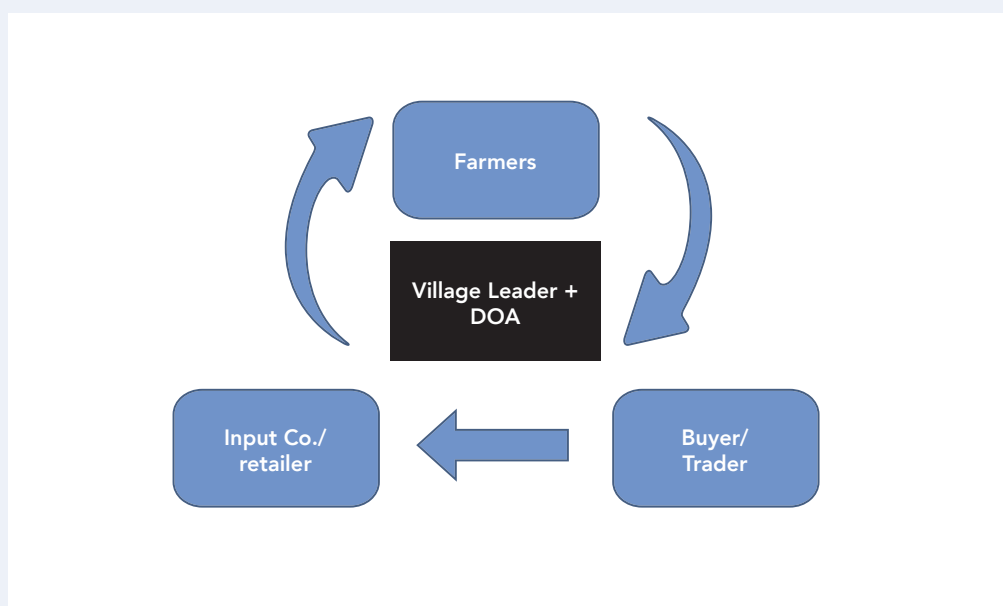 Farmers
Village Leader +
DOA
Input Co./
retailer
Buyer/
Trader